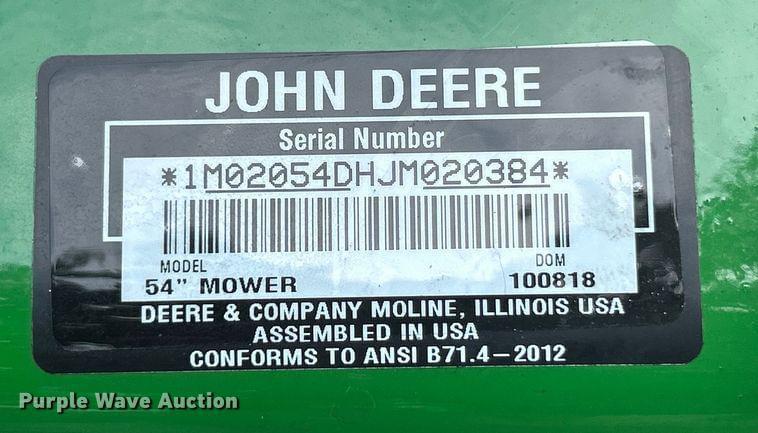 JOHN DEERE
Serial Number
*1M02054DHJM020384*
MODEL DOM
54" MOWER 100818
DEERE & COMPANY MOLINE, ILLINOIS USA
ASSEMBLED IN USA
CONFORMS TO ANSI B71.4-2012
Purple Wave Auction